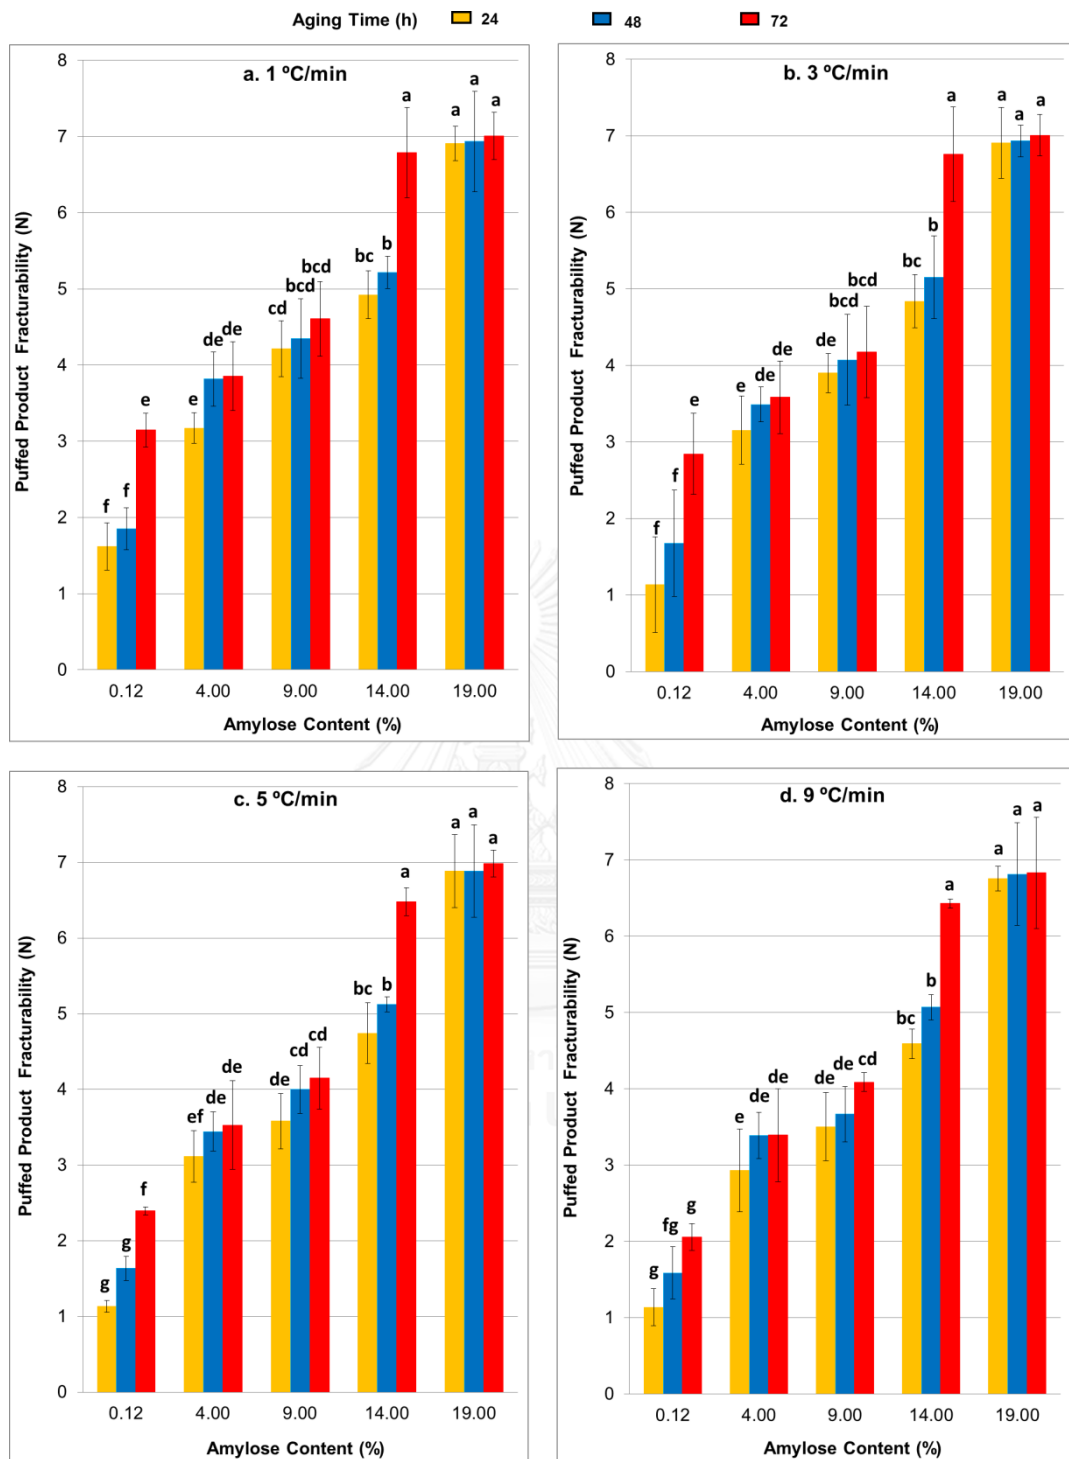 Aging Time (h) 24 48 72
a. 1 ºC/min
Puffed Product Fracturability (N)
8
7
6
5
4
3
2
1
0
f f e
e de de
cd bcd bcd
bc b a
a a a
0.12 4.00 9.00 14.00 19.00
Amylose Content (%)
b. 3 ºC/min
Puffed Product Fracturability (N)
8
7
6
5
4
3
2
1
0
f f e
e de de
de bcd bcd
bc b a
a a a
0.12 4.00 9.00 14.00 19.00
Amylose Content (%)
c. 5 ºC/min
Puffed Product Fracturability (N)
8
7
6
5
4
3
2
1
0
g g f
ef de de
de cd cd
bc b a
a a a
0.12 4.00 9.00 14.00 19.00
Amylose Content (%)
d. 9 ºC/min
Puffed Product Fracturability (N)
8
7
6
5
4
3
2
1
0
g fg g
e de de
de de cd
bc b a
a a a
0.12 4.00 9.00 14.00 19.00
Amylose Content (%)